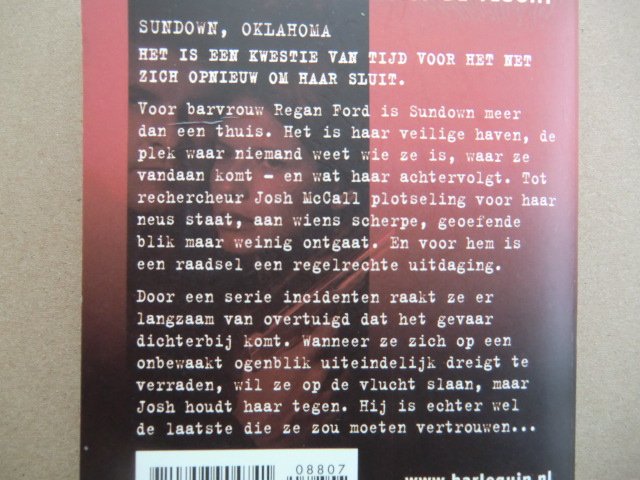 SUNDOWN, OKLAHOMA
HET IS EEN KWESTIE VAN TIJD VOOR HET NET
ZICH OPNIEUW OM HAAR SLUIT.
Voor barvrouw Regan Ford is Sundown meer
dan een thuis. Het is haar veilige haven, de
plek waar niemand weet wie ze is, waar ze
vandaan komt – en wat haar achtervolgt. Tot
rechercheur Josh McCall plotseling voor haar
neus staat, aan wiens scherpe, geoefende
blik maar weinig ontgaat. En voor hem is
een raadsel een regelrechte uitdaging.
Door een serie incidenten raakt ze er
langzaam van overtuigd dat het gevaar
dichterbij komt. Wanneer ze zich op een
onbewaakt ogenblik uiteindelijk dreigt te
verraden, wil ze op de vlucht slaan, maar
Josh houdt haar tegen. Hij is echter wel
de laatste die ze zou moeten vertrouwen...
08807
www.harlequin.nl